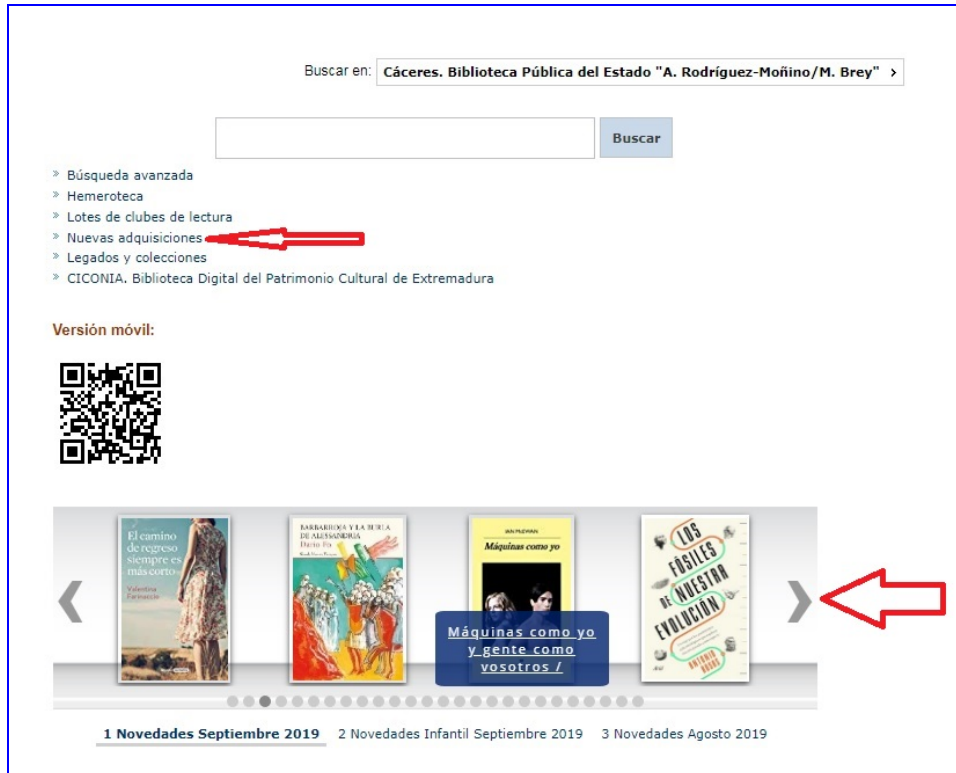 Buscar en: Cáceres. Biblioteca Pública del Estado "A. Rodríguez-Moñino/M. Brey" ›
Buscar
» Búsqueda avanzada
» Hemeroteca
» Lotes de clubes de lectura
» Nuevas adquisiciones
» Legados y colecciones
» CICONIA. Biblioteca Digital del Patrimonio Cultural de Extremadura
Versión móvil:
El camino
de regreso
siempre es
más corto
Valentina
Farinaccio
BARBARROJA Y LA BURLA
DE ALESSANDRIA
Dario Fo
IAN McEWAN
Máquinas como yo
Máquinas como yo
y gente como
vosotros /
LOS
FÓSILES
DE NUESTRA
EVOLUCIÓN
ANTONIO
1 Novedades Septiembre 2019 2 Novedades Infantil Septiembre 2019 3 Novedades Agosto 2019